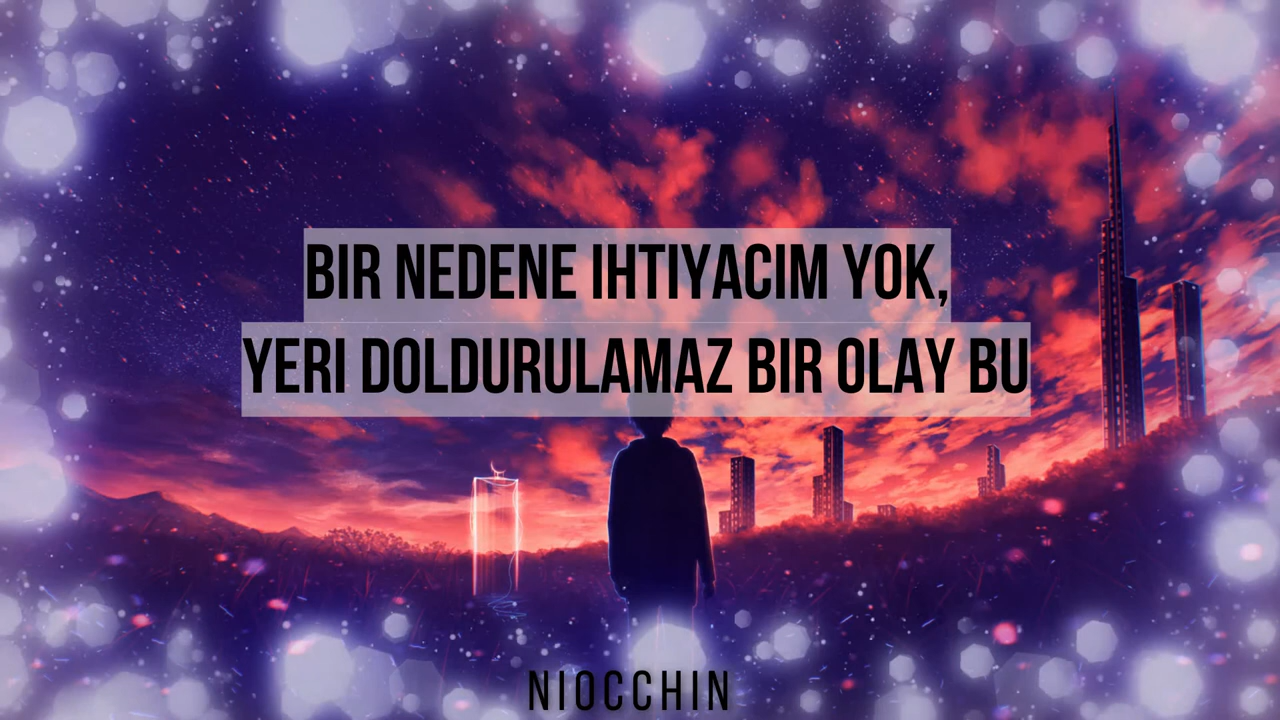 BIR NEDENE IHTIYACIM YOK,
YERI DOLDURULAMAZ BIR OLAY BU
NIOCCHIN